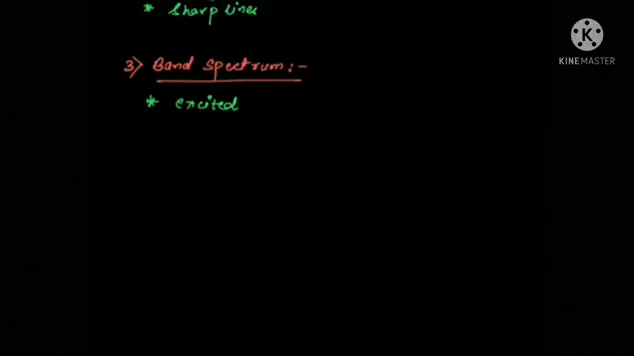 * Sharp lines
3) Band Spectrum:-
* excited
KINEMASTER